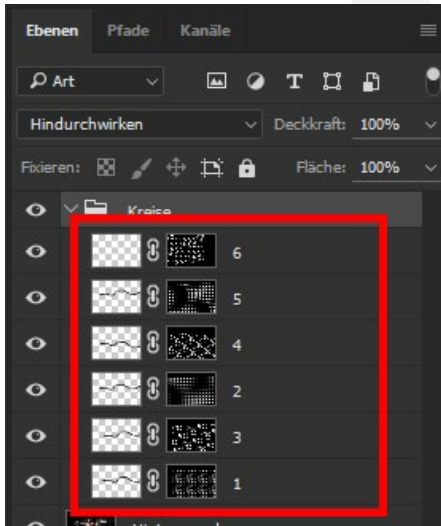 Ebenen Pfade Kanäle
Art
Hindurchwirken Deckkraft: 100%
Fixieren: Fläche: 100%
Kreise
6
5
4
2
3
1